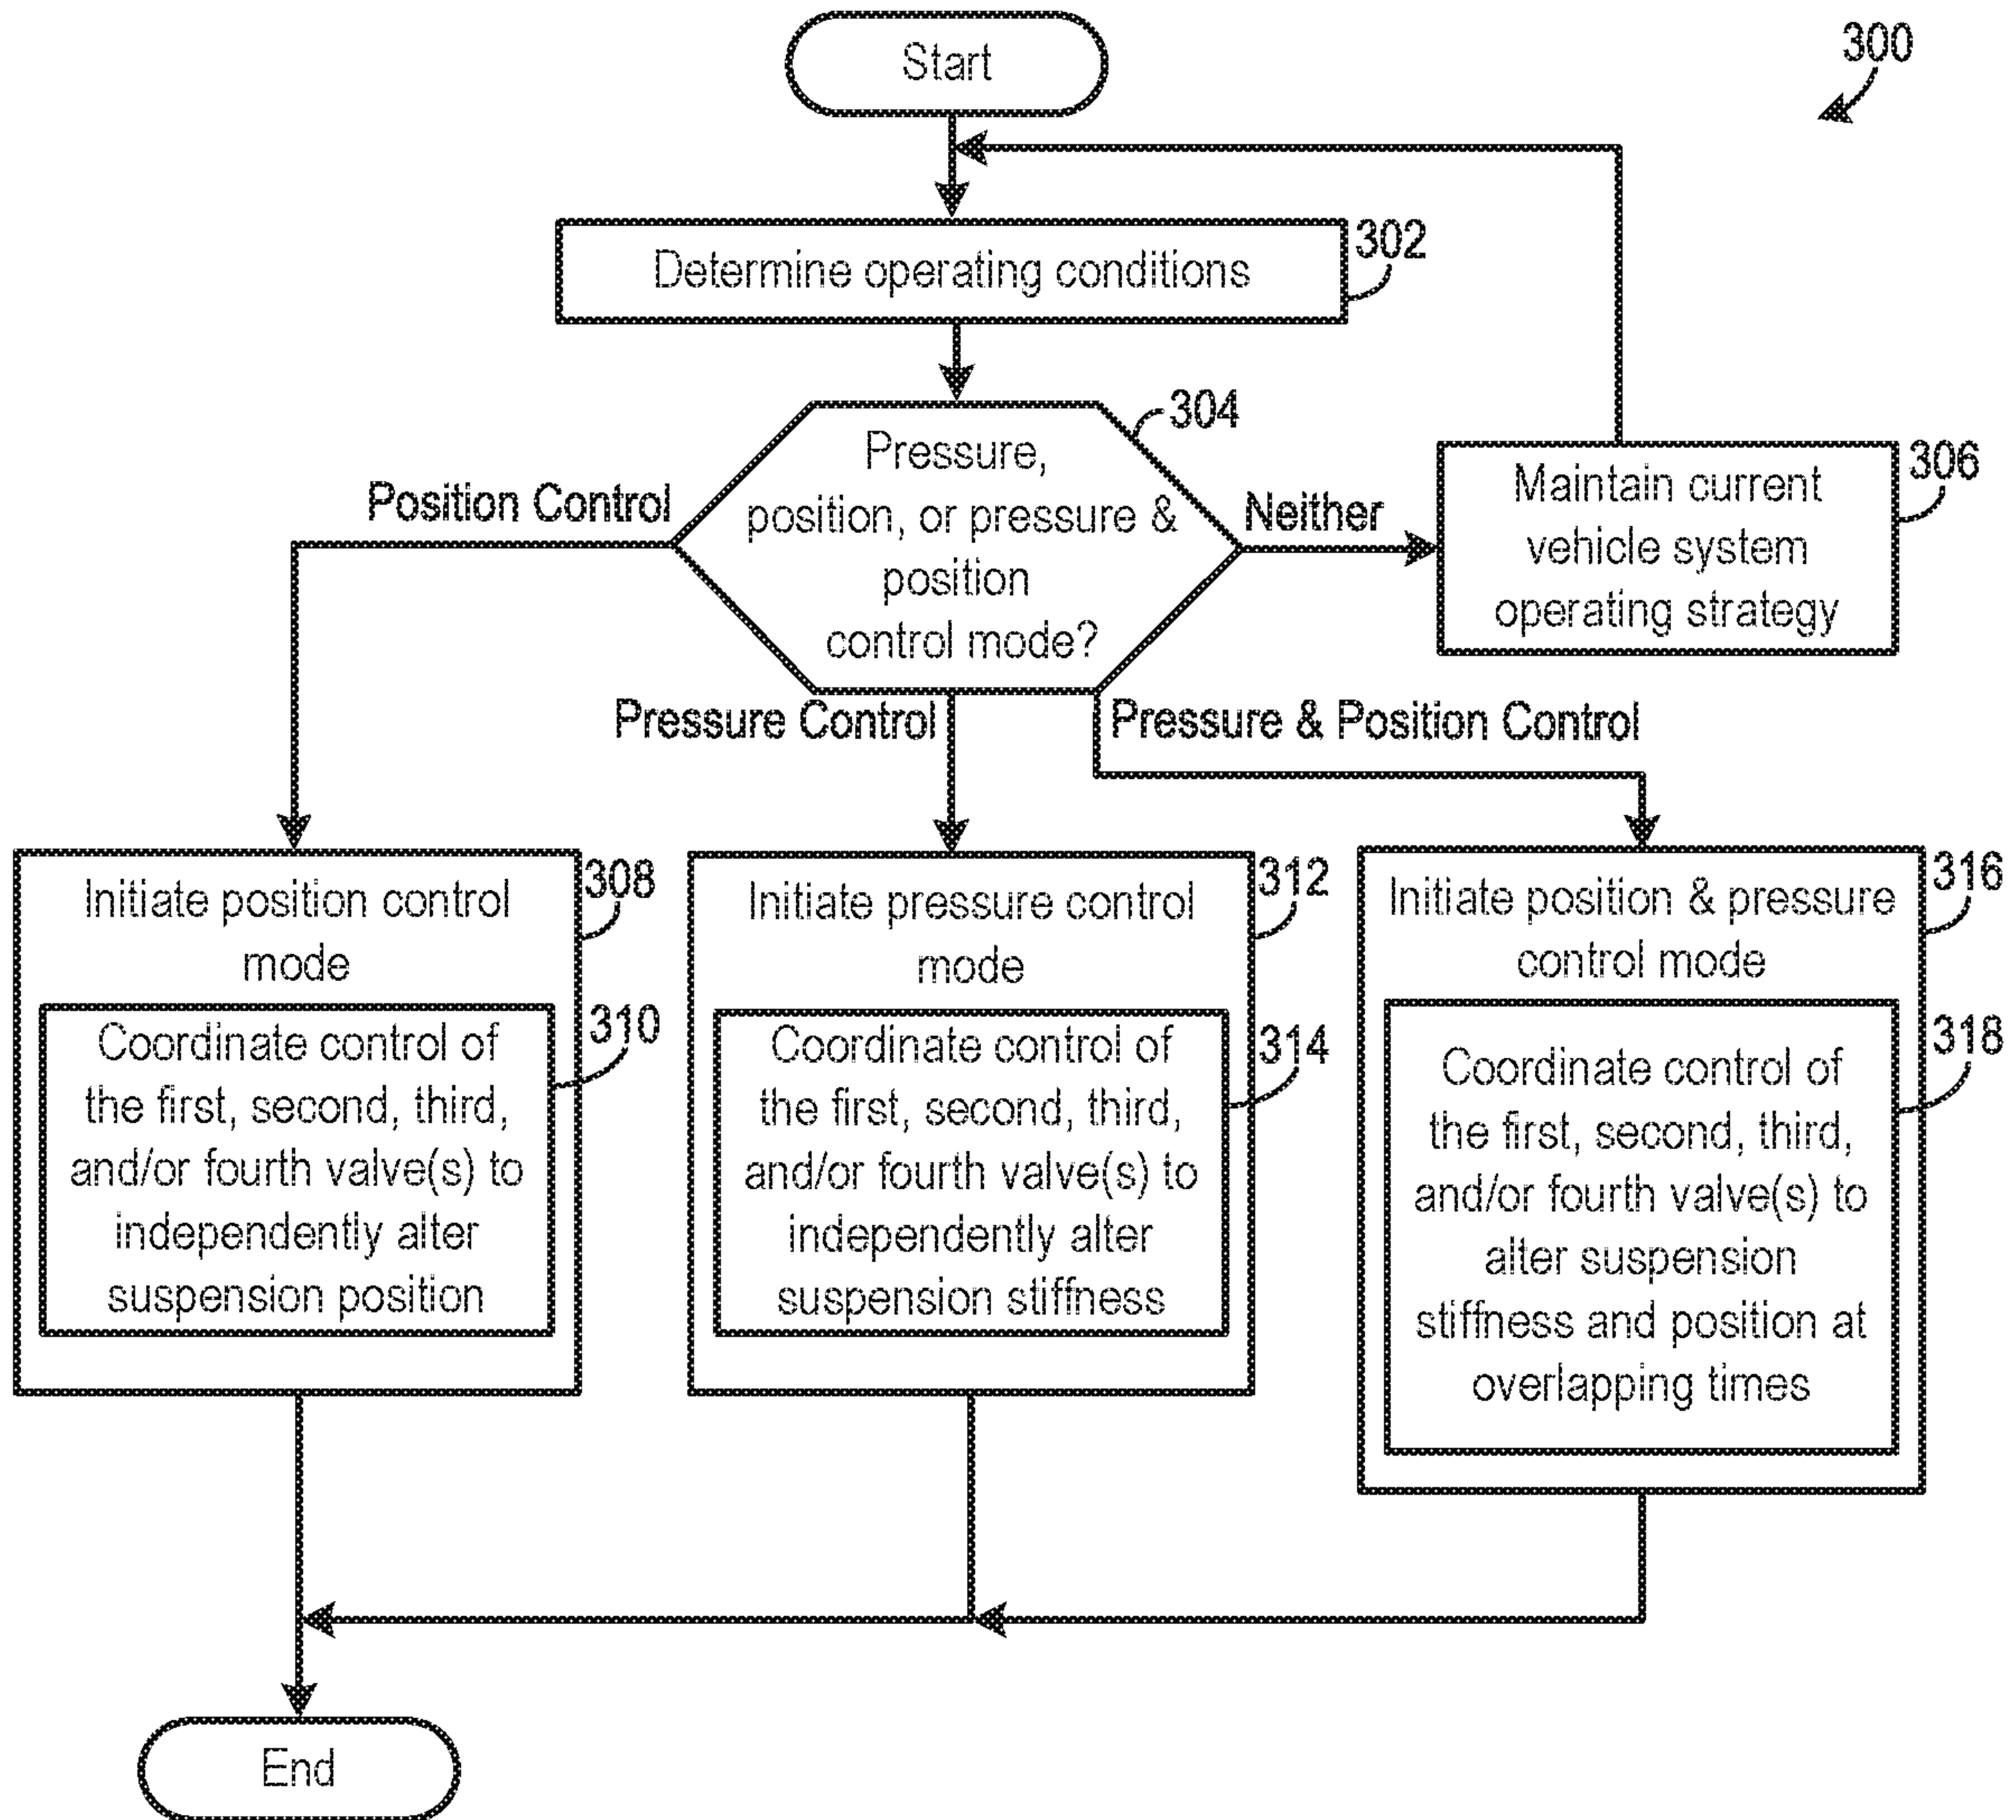 Start
300
Determine operating conditions
302
304
Pressure,
position, or pressure &
position
control mode?
Position Control
Neither
Maintain current
vehicle system
operating strategy
306
Pressure Control
Pressure & Position Control
Initiate position control
mode
308
Coordinate control of
the first, second, third,
and/or fourth valve(s) to
independently alter
suspension position
310
Initiate pressure control
mode
312
Coordinate control of
the first, second, third,
and/or fourth valve(s) to
independently alter
suspension stiffness
314
Initiate position & pressure
control mode
316
Coordinate control of
the first, second, third,
and/or fourth valve(s) to
alter suspension
stiffness and position at
overlapping times
318
End